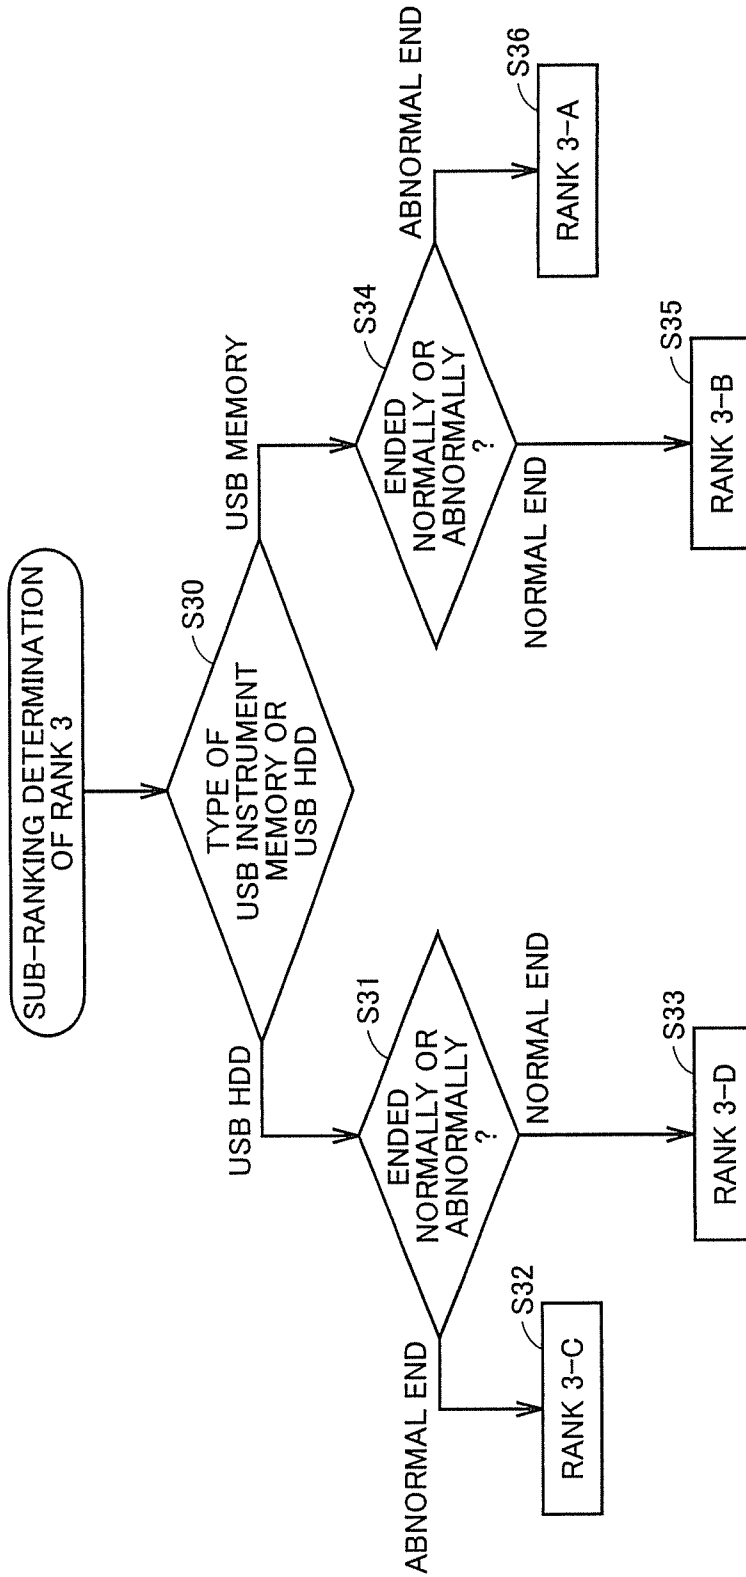 SUB-RANKING DETERMINATION
OF RANK 3
S30
TYPE OF
USB INSTRUMENT
MEMORY OR
USB HDD
USB HDD
USB MEMORY
S31
ENDED
NORMALLY OR
ABNORMALLY
?
ABNORMAL END
NORMAL END
S32
RANK 3-C
S33
RANK 3-D
S34
ENDED
NORMALLY OR
ABNORMALLY
?
NORMAL END
ABNORMAL END
S35
RANK 3-B
S36
RANK 3-A